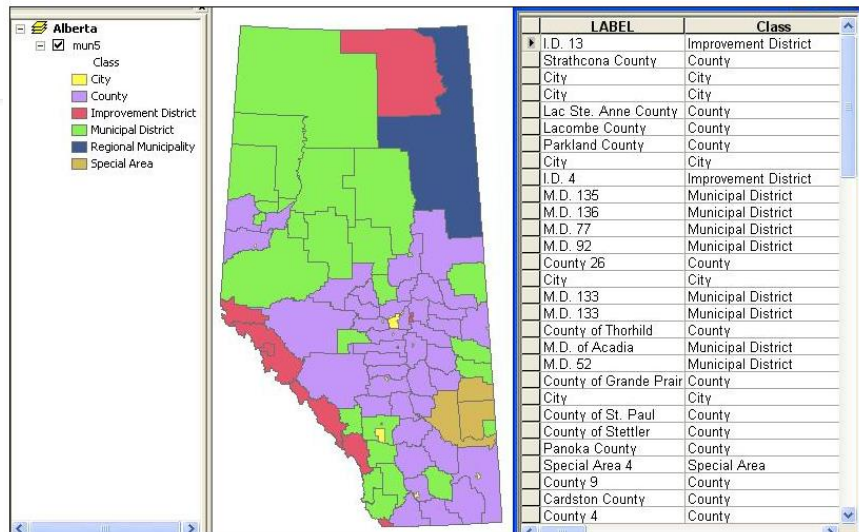 Alberta
mun5
Class
City
County
Improvement District
Municipal District
Regional Municipality
Special Area
LABEL Class
I.D. 13 Improvement District
Strathcona County County
City City
City City
Lac Ste. Anne County County
Lacombe County County
Parkland County County
City City
I.D. 4 Improvement District
M.D. 135 Municipal District
M.D. 136 Municipal District
M.D. 77 Municipal District
M.D. 92 Municipal District
County 26 County
City City
M.D. 133 Municipal District
M.D. 133 Municipal District
County of Thorhild County
M.D. of Acadia Municipal District
M.D. 52 Municipal District
County of Grande Prair County
City City
County of St. Paul County
County of Stettler County
Panoka County County
Special Area 4 Special Area
County 9 County
Cardston County County
County 4 County